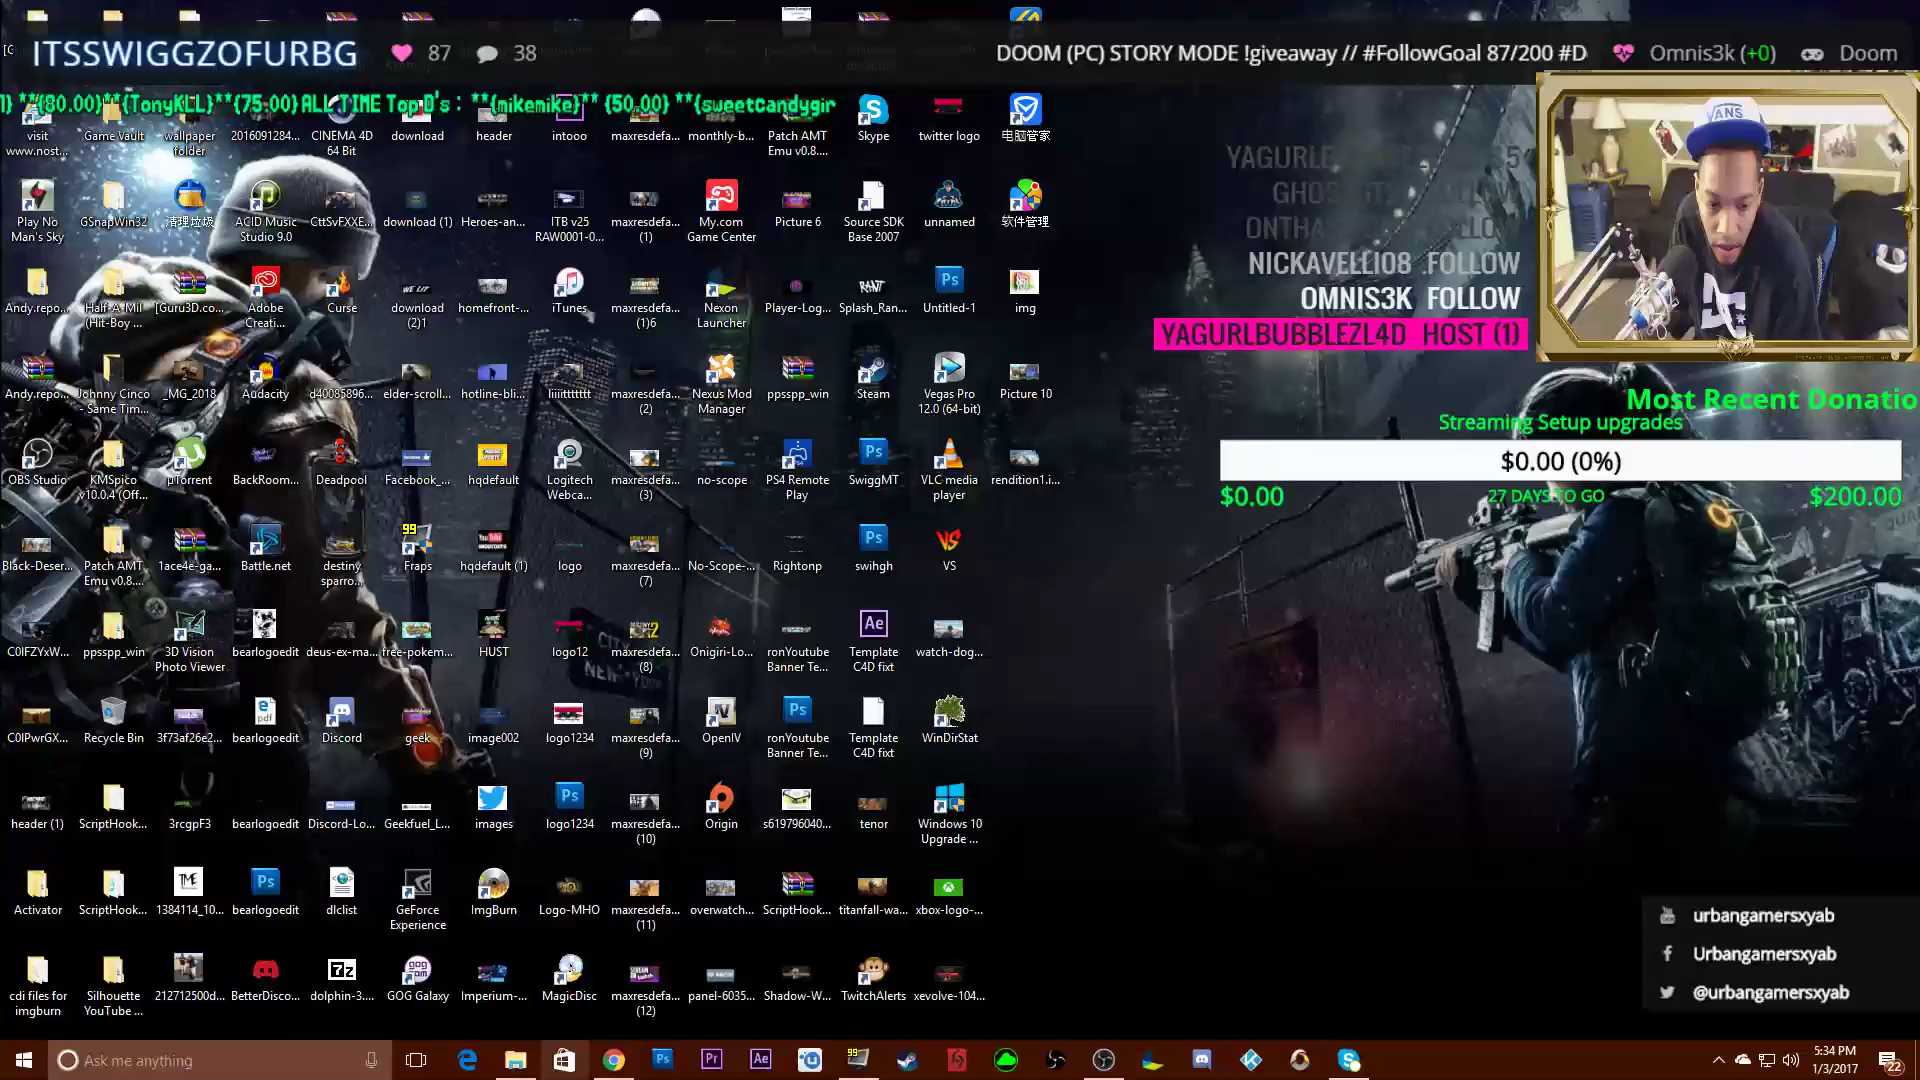 ITSSWIGGZOFURBG 87 38
DOOM (PC) STORY MODE !giveaway // #FollowGoal 87/200 #D Omnis3k (+0) Doom
**{80.00}**{TonyKLL}**{75.00} ALL TIME Top D's : **{mikemike}** {50.00} **{sweetCandygir
visit www.nost... Game Vault wallpaper folder 2016091284... CINEMA 4D 64 Bit download header intooo maxresdefa... monthly-b... Patch AMT Emu v0.8.... Skype twitter logo 电脑管家
Play No Man's Sky GSnapWin32 清理垃圾 ACID Music Studio 9.0 CttSvFXXE... download (1) Heroes-an... ITB v25 RAW0001-0... maxresdefa... (1) My.com Game Center Picture 6 Source SDK Base 2007 unnamed 软件管理
Andy.repo... Half-A-Mil (Hit-Boy ... [Guru3D.co... Adobe Creati... Curse download (2)1 homefront-... iTunes maxresdefa... (1)6 Nexon Launcher Player-Log... Splash_Ran... Untitled-1 img
Andy.repo... Johnny Cinco - Same Tim... _MG_2018 Audacity d40085896... elder-scroll... hotline-bli... liiiittttttt maxresdefa... (2) Nexus Mod Manager ppsspp_win Steam Vegas Pro 12.0 (64-bit) Picture 10
OBS Studio KMSpico v10.0.4 (Off... µTorrent BackRoom... Deadpool Facebook_... hqdefault Logitech Webca... maxresdefa... (3) no-scope PS4 Remote Play SwiggMT VLC media player rendition1.i...
Black-Deser... Patch AMT Emu v0.8.... 1ace4e-ga... Battle.net destiny sparro... Fraps hqdefault (1) logo maxresdefa... (7) No-Scope-... Rightonp swihgh VS
C0lFZYxW... ppsspp_win 3D Vision Photo Viewer bearlogoedit deus-ex-ma... free-pokem... HUST logo12 maxresdefa... (8) Onigiri-Lo... ronYoutube Banner Te... Template C4D fixt watch-dog...
C0lPwrGX... Recycle Bin 3f73af26e2... bearlogoedit Discord geek image002 logo1234 maxresdefa... (9) OpenIV ronYoutube Banner Te... Template C4D fixt WinDirStat
header (1) ScriptHook... 3rcgpF3 bearlogoedit Discord-Lo... Geekfuel_L... images logo1234 maxresdefa... (10) Origin s619796040... tenor Windows 10 Upgrade ...
Activator ScriptHook... 1384114_10... bearlogoedit dlclist GeForce Experience ImgBurn Logo-MHO maxresdefa... (11) overwatch... ScriptHook... titanfall-wa... xbox-logo-...
cdi files for imgburn Silhouette YouTube ... 212712500d... BetterDisco... dolphin-3.... GOG Galaxy Imperium-... MagicDisc maxresdefa... (12) panel-6035... Shadow-W... TwitchAlerts xevolve-104...
VANS
NICKAVELLI08 FOLLOW
OMNIS3K FOLLOW
YAGURLBUBBLEZL4D HOST (1)
Most Recent Donatio
Streaming Setup upgrades
$0.00 (0%)
$0.00 27 DAYS TO GO $200.00
urbangamersxyab
Urbangamersxyab
@urbangamersxyab
Ask me anything
5:34 PM
1/3/2017
22